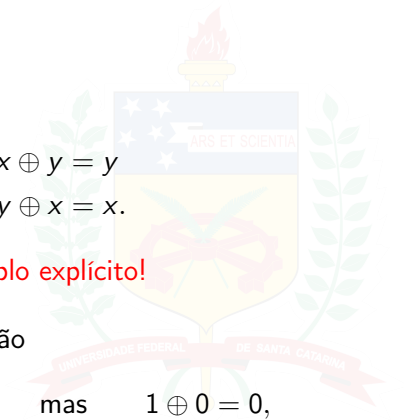 ARS ET SCIENTIA
x ⊕ y = y
y ⊕ x = x.
plo explícito!
ão
UNIVERSIDADE FEDERAL DE SANTA CATARINA
mas 1 ⊕ 0 = 0,